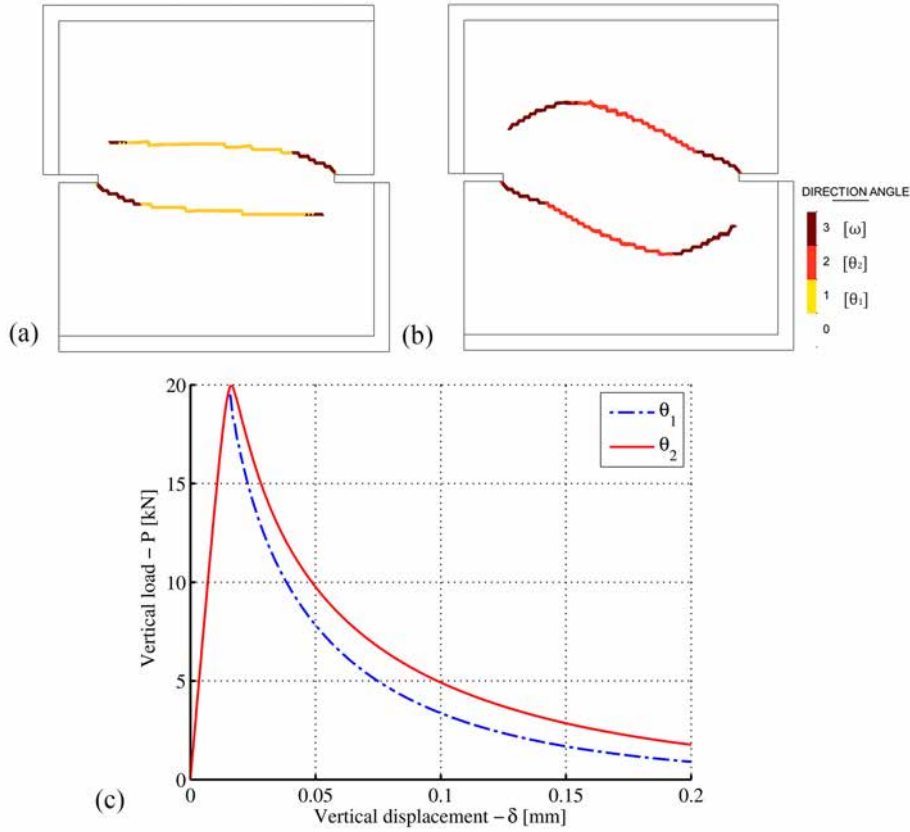 DIRECTION ANGLE
3 [ω]
2 [θ2]
1 [θ1]
0
(a)
(b)
20
15
10
5
0
Vertical load – P [kN]
θ1
θ2
0
0.05
0.1
0.15
0.2
Vertical displacement – δ [mm]
(c)